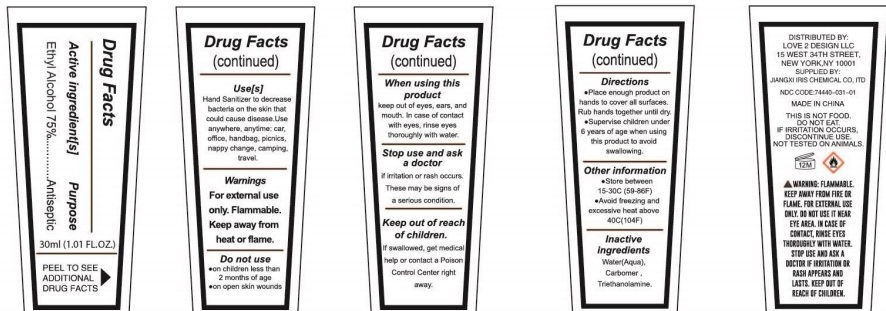 Drug Facts
Active ingredient[s] Purpose
Ethyl Alcohol 75%............Antiseptic
30ml (1.01 FL.OZ.)
PEEL TO SEE
ADDITIONAL
DRUG FACTS
Drug Facts
(continued)
Use[s]
Hand Sanitizer to decrease
bacteria on the skin that
could cause disease.Use
anywhere, anytime: car,
office, handbag, picnics,
nappy change, camping,
travel.
Warnings
For external use
only. Flammable.
Keep away from
heat or flame.
Do not use
●on children less than
2 months of age
●on open skin wounds
Drug Facts
(continued)
When using this
product
keep out of eyes, ears, and
mouth. In case of contact
with eyes, rinse eyes
thoroughly with water.
Stop use and ask
a doctor
if irritation or rash occurs.
These may be signs of
a serious condition.
Keep out of reach
of children.
If swallowed, get medical
help or contact a Poison
Control Center right
away.
Drug Facts
(continued)
Directions
●Place enough product on
hands to cover all surfaces.
Rub hands together until dry.
●Supervise children under
6 years of age when using
this product to avoid
swallowing.
Other information
●Store between
15-30C (59-86F)
●Avoid freezing and
excessive heat above
40C(104F)
Inactive
ingredients
Water(Aqua),
Carbomer ,
Triethanolamine.
DISTRIBUTED BY:
LOVE 2 DESIGN LLC
15 WEST 34TH STREET,
NEW YORK,NY 10001
SUPPLIED BY:
JIANGXI IRIS CHEMICAL CO, lTD
NDC CODE:74440-031-01
MADE IN CHINA
THIS IS NOT FOOD.
DO NOT EAT.
IF IRRITATION OCCURS,
DISCONTINUE USE.
NOT TESTED ON ANIMALS.
12M
WARNING: FLAMMABLE.
KEEP AWAY FROM FIRE OR
FLAME. FOR EXTERNAL USE
ONLY. DO NOT USE IT NEAR
EYE AREA. IN CASE OF
CONTACT, RINSE EYES
THOROUGHLY WITH WATER.
STOP USE AND ASK A
DOCTOR IF IRRITATION OR
RASH APPEARS AND
LASTS. KEEP OUT OF
REACH OF CHILDREN.